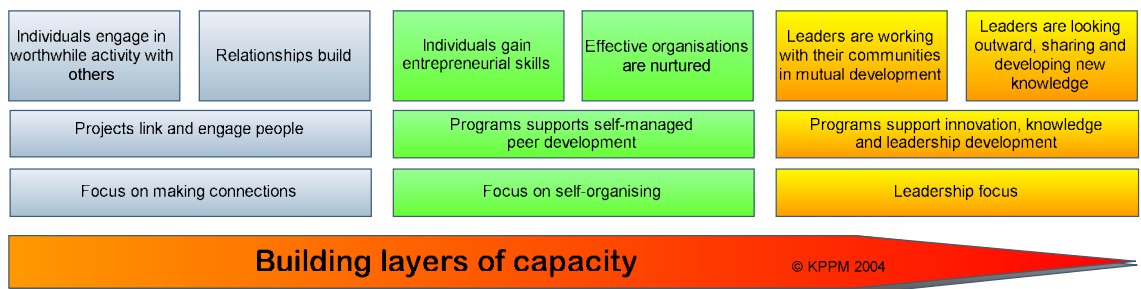 Individuals engage in
worthwhile activity with
others
Relationships build
Individuals gain
entrepreneurial skills
Effective organisations
are nurtured
Leaders are working
with their communities
in mutual development
Leaders are looking
outward, sharing and
developing new
knowledge
Projects link and engage people
Programs supports self-managed
peer development
Programs support innovation, knowledge
and leadership development
Focus on making connections
Focus on self-organising
Leadership focus
Building layers of capacity
© KPPM 2004